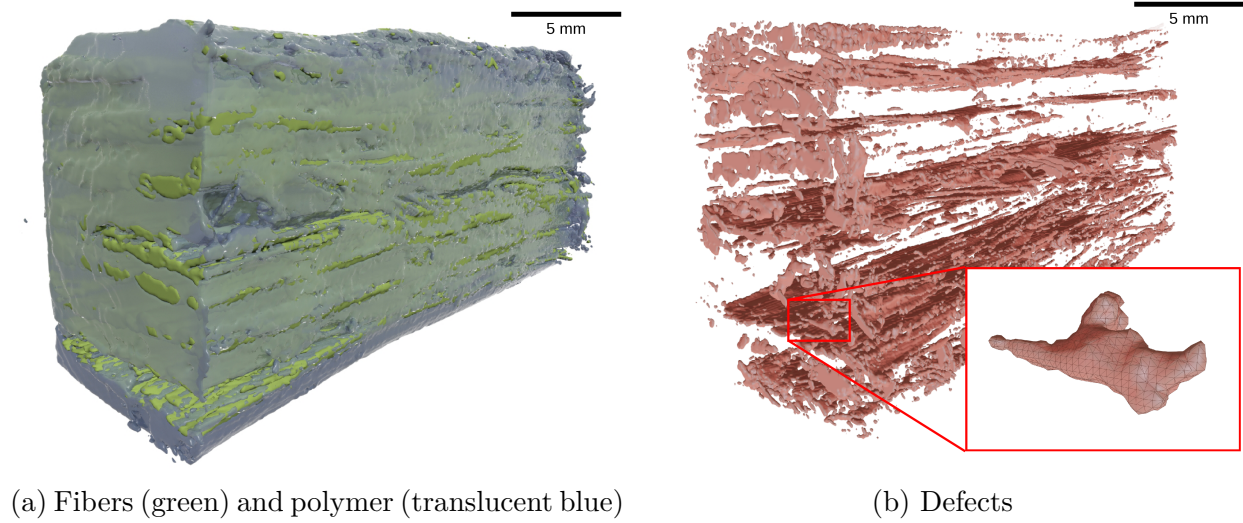 5 mm
5 mm
(a) Fibers (green) and polymer (translucent blue)
(b) Defects